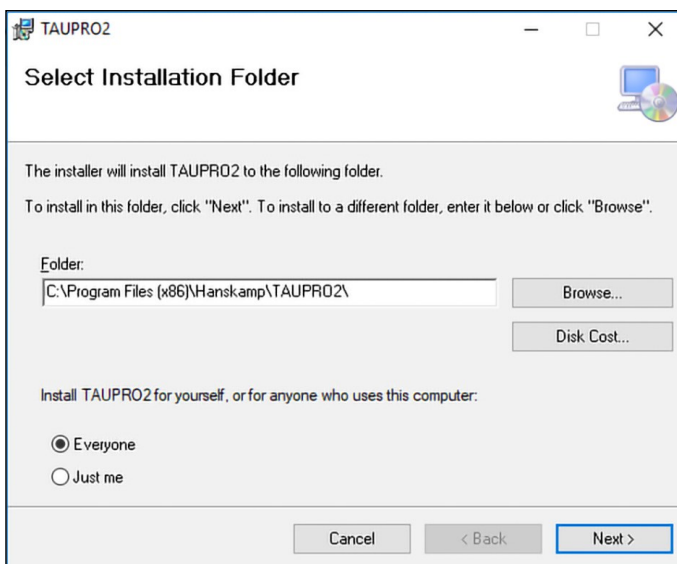 TAUPRO2
Select Installation Folder
The installer will install TAUPRO2 to the following folder.
To install in this folder, click "Next". To install to a different folder, enter it below or click "Browse".
Folder:
C:\Program Files (x86)\Hanskamp\TAUPRO2\
Browse...
Disk Cost...
Install TAUPRO2 for yourself, or for anyone who uses this computer:
Everyone
Just me
Cancel
< Back
Next >